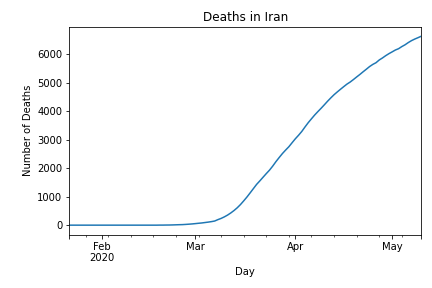 Deaths in Iran
Number of Deaths
6000
5000
4000
3000
2000
1000
0
Feb
2020
Mar
Apr
May
Day